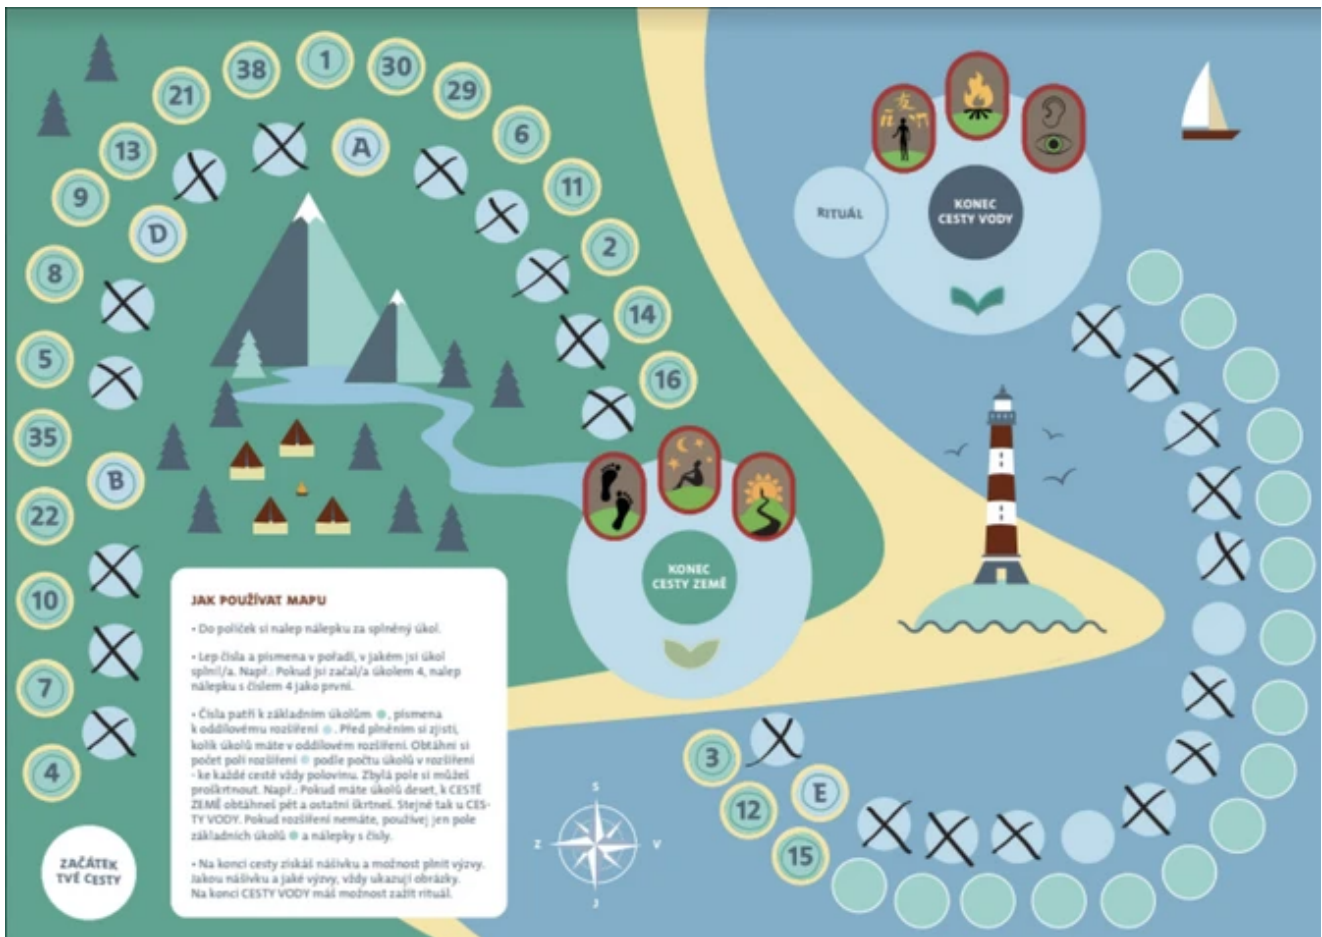 38
1
30
21
29
6
13
A
11
9
D
2
8
14
5
16
35
B
22
10
7
4
ZAČÁTEK
TVÉ CESTY
KONEC
CESTY ZEMĚ
JAK POUŽÍVAT MAPU
• Do políček si nalep nálepku za splněný úkol.
• Lep čísla a písmena v pořadí, v jakém jsi úkol
splnil/a. Např.: Pokud jsi začal/a úkolem 4, nalep
nálepku s číslem 4 jako první.
• Čísla patří k základním úkolům , písmena
k oddílovému rozšíření . Před plněním si zjisti,
kolik úkolů máte v oddílovém rozšíření. Obtáhni si
počet polí rozšíření podle počtu úkolů v rozšíření
- ke každé cestě vždy polovinu. Zbylá pole si můžeš
proškrtnout. Např.: Pokud máte úkolů deset, k CESTĚ
ZEMĚ obtáhneš pět a ostatní škrtneš. Stejně tak u CES-
TY VODY. Pokud rozšíření nemáte, používej jen pole
základních úkolů a nálepky s čísly.
• Na konci cesty získáš nášivku a možnost plnit výzvy.
Jakou nášivku a jaké výzvy, vždy ukazují obrázky.
Na konci CESTY VODY máš možnost zažít rituál.
3
12
E
15
S
Z
V
J
RITUÁL
KONEC
CESTY VODY